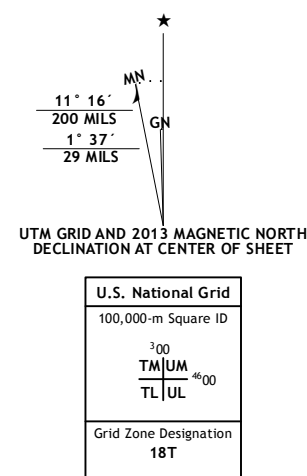 ★
MN
GN
11° 16´
200 MILS
1° 37´
29 MILS
UTM GRID AND 2013 MAGNETIC NORTH
DECLINATION AT CENTER OF SHEET
U.S. National Grid
100,000-m Square ID
³00
TM UM
⁴⁶00
TL UL
Grid Zone Designation
18T